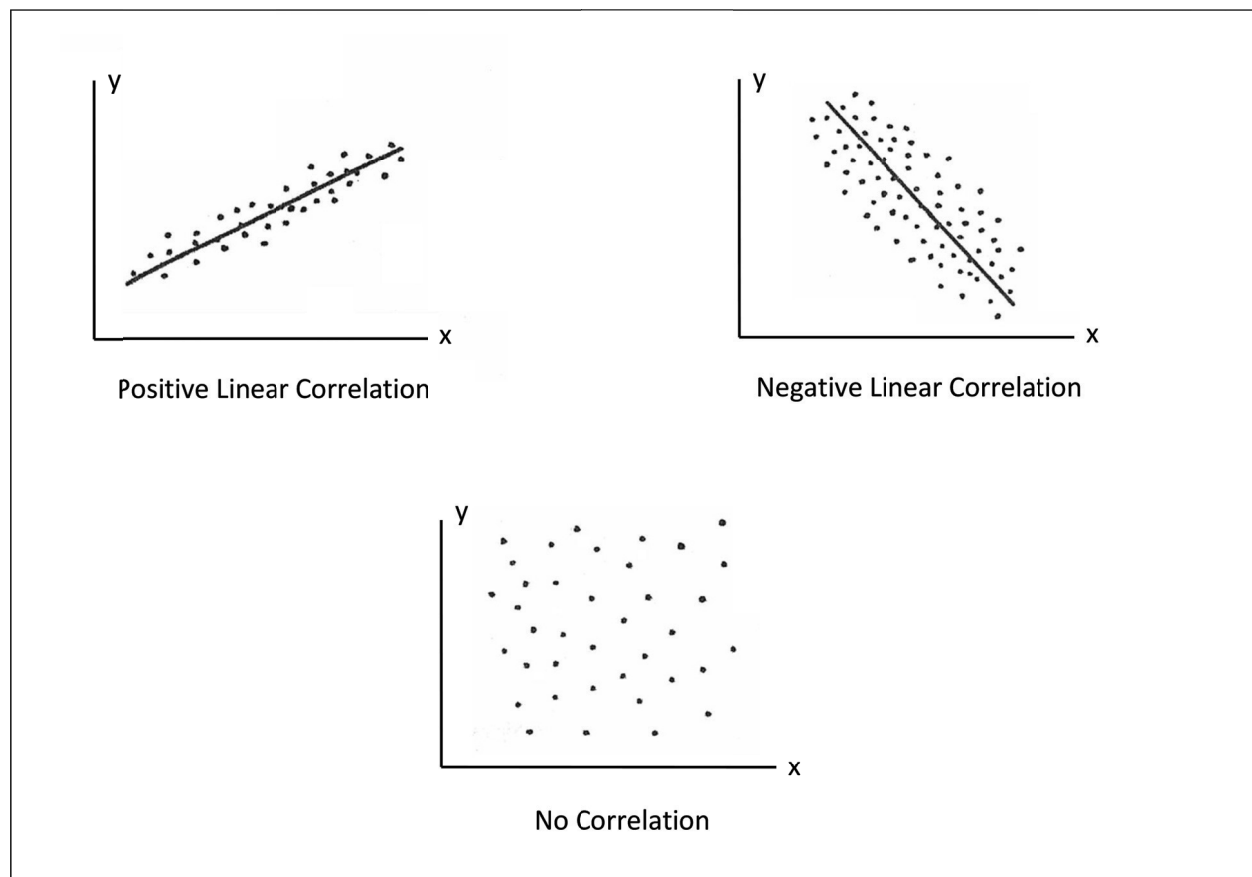 y
x
Positive Linear Correlation
y
x
Negative Linear Correlation
y
x
No Correlation